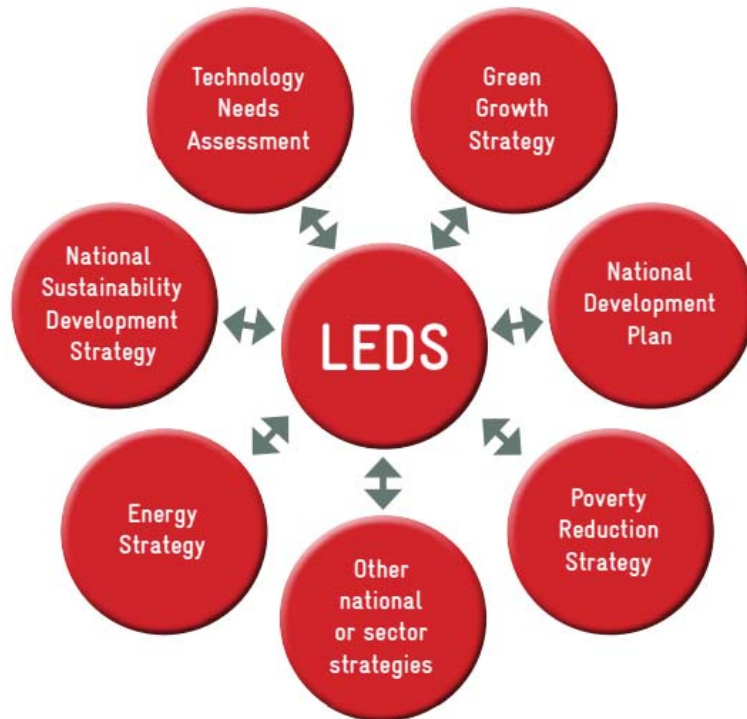 Technology
Needs
Assessment
Green
Growth
Strategy
National
Sustainability
Development
Strategy
LEDS
National
Development
Plan
Energy
Strategy
Other
national
or sector
strategies
Poverty
Reduction
Strategy